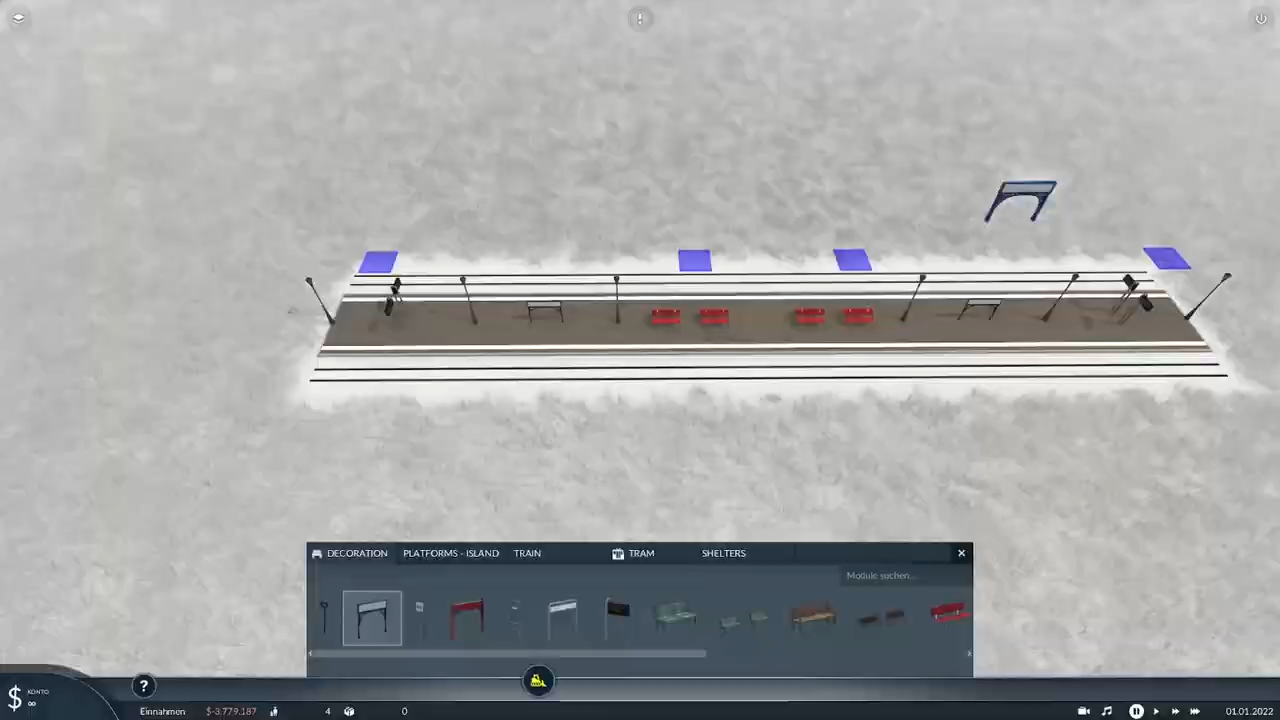 DECORATION PLATFORMS - ISLAND TRAIN TRAM SHELTERS
Module suchen...
KONTO
Einnahmen $-3.779.187 4 0 01.01.2022